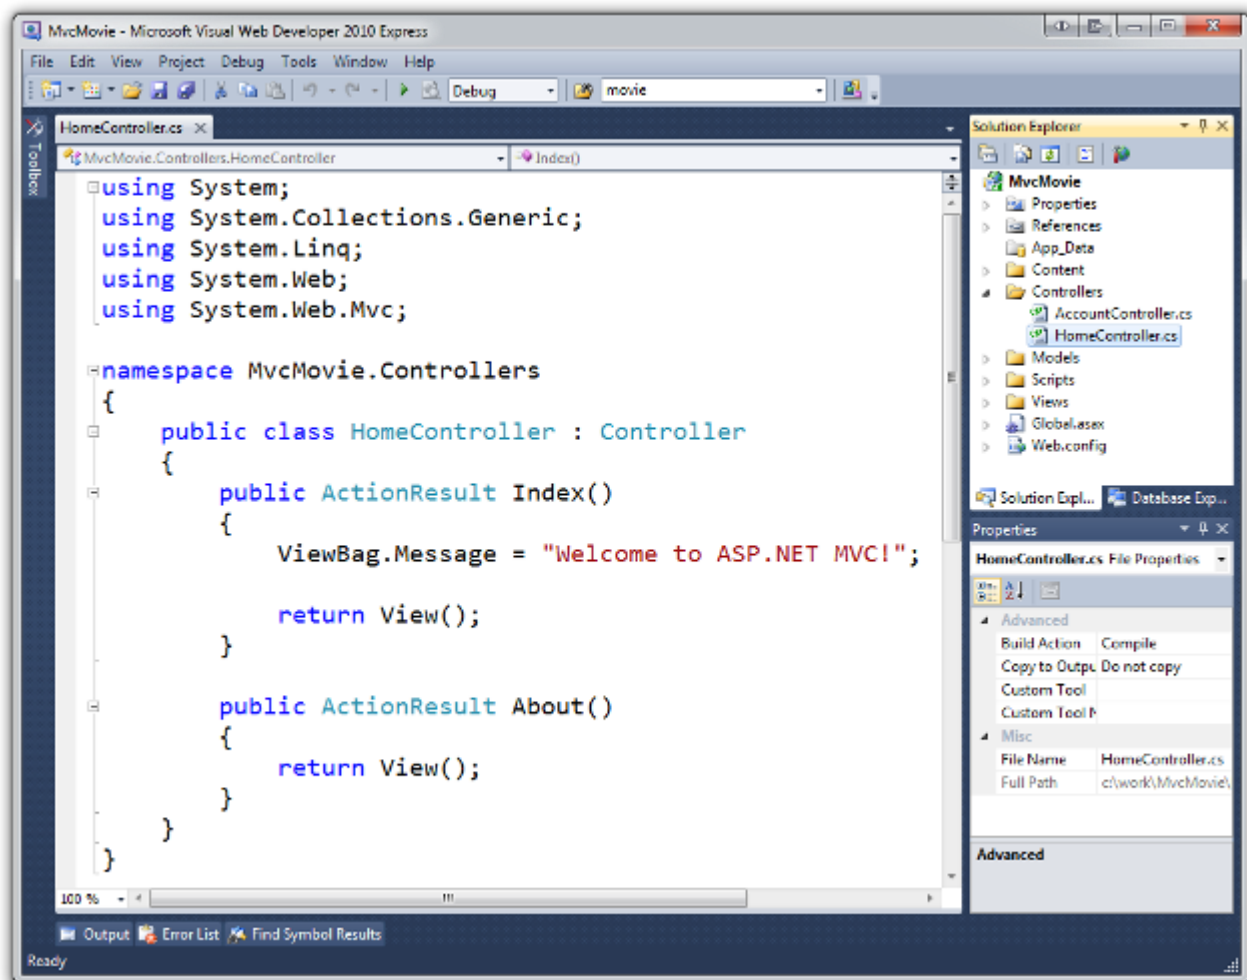 MvcMovie - Microsoft Visual Web Developer 2010 Express
File Edit View Project Debug Tools Window Help
Debug movie
Toolbox
HomeController.cs
MvcMovie.Controllers.HomeController Index()
using System;
using System.Collections.Generic;
using System.Linq;
using System.Web;
using System.Web.Mvc;
namespace MvcMovie.Controllers
{
public class HomeController : Controller
{
public ActionResult Index()
{
ViewBag.Message = "Welcome to ASP.NET MVC!";
return View();
}
public ActionResult About()
{
return View();
}
}
}
100 %
Solution Explorer
MvcMovie
Properties
References
App_Data
Content
Controllers
AccountController.cs
HomeController.cs
Models
Scripts
Views
Global.asax
Web.config
Solution Expl... Database Exp...
Properties
HomeController.cs File Properties
Advanced
Build Action Compile
Copy to Outpu Do not copy
Custom Tool
Custom Tool N
Misc
File Name HomeController.cs
Full Path c:\work\MvcMovie\
Advanced
Output Error List Find Symbol Results
Ready